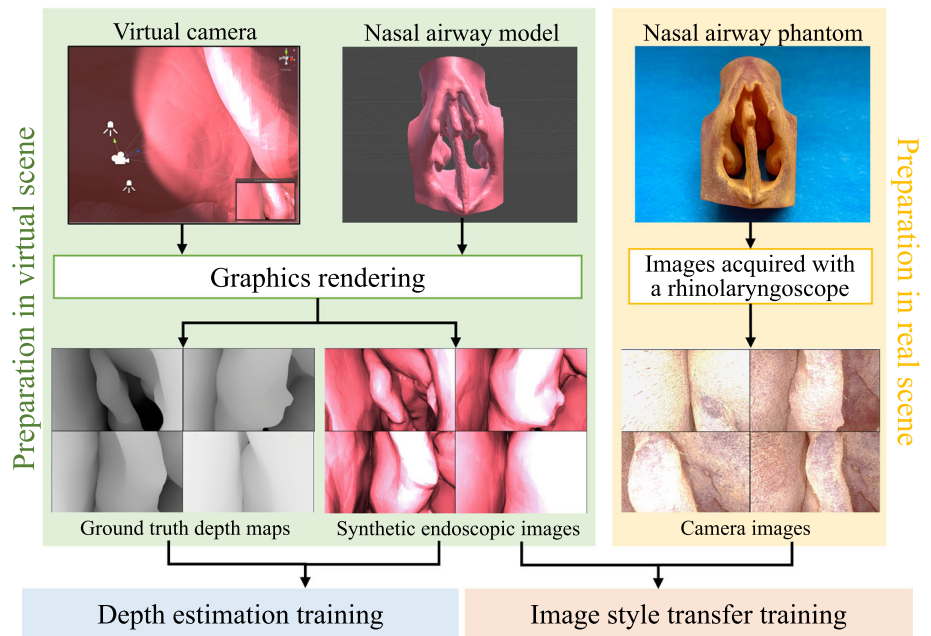 Virtual camera
Nasal airway model
Nasal airway phantom
Preparation in virtual scene
Preparation in real scene
Graphics rendering
Images acquired with
a rhinolaryngoscope
Ground truth depth maps
Synthetic endoscopic images
Camera images
Depth estimation training
Image style transfer training